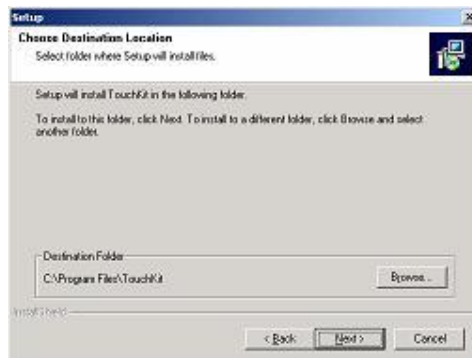 Setup
Choose Destination Location
Select folder where Setup will install files.
Setup will install TouchKit in the following folder.
To install to this folder, click Next. To install to a different folder, click Browse and select
another folder.
Destination Folder
C:\Program Files\TouchKit
Browse...
InstallShield
< Back
Next >
Cancel